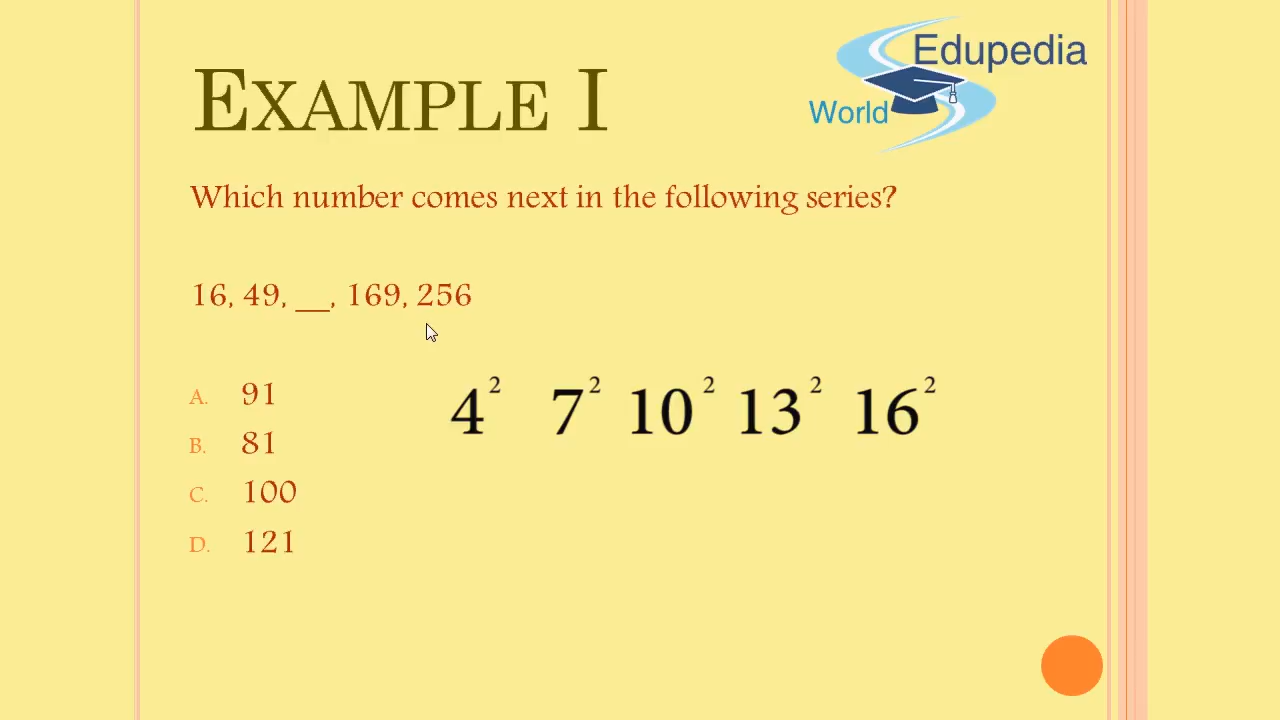 Edupedia
World
EXAMPLE I
Which number comes next in the following series?
16, 49, __, 169, 256
A. 91
B. 81
C. 100
D. 121
4² 7² 10² 13² 16²